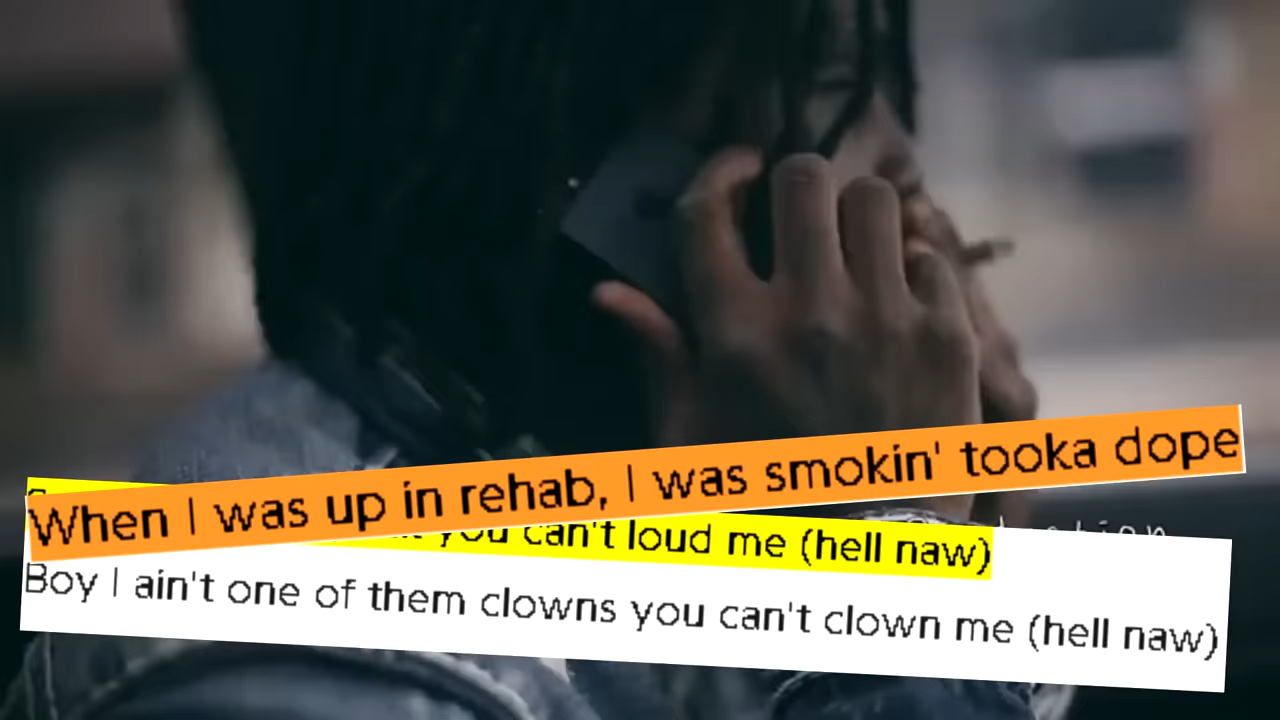 When I was up in rehab, I was smokin' tooka dope
you can't loud me (hell naw)
Boy I ain't one of them clowns you can't clown me (hell naw)